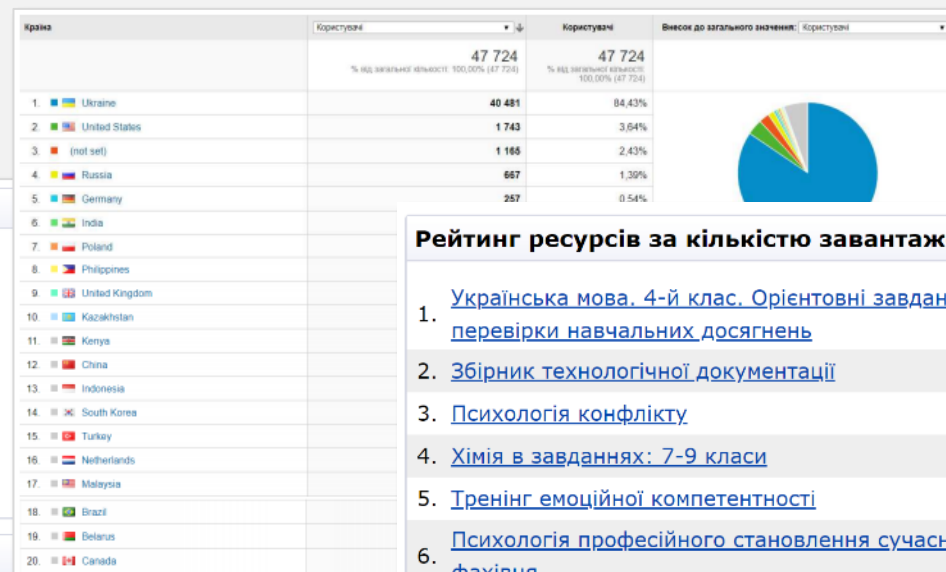 Країна Користувачі Користувачі Внесок до загального значення: Користувачі
47 724 47 724
% від загальної кількості: 100,00% (47 724) % від загальної кількості:
100,00% (47 724)
1. Ukraine 40 481 84,43%
2. United States 1 743 3,64%
3. (not set) 1 165 2,43%
4. Russia 667 1,39%
5. Germany 257 0,54%
6. India
7. Poland
8. Philippines
9. United Kingdom
10. Kazakhstan
11. Kenya
12. China
13. Indonesia
14. South Korea
15. Turkey
16. Netherlands
17. Malaysia
18. Brazil
19. Belarus
20. Canada
Рейтинг ресурсів за кількістю завантаж
1. Українська мова. 4-й клас. Орієнтовні завдан
перевірки навчальних досягнень
2. Збірник технологічної документації
3. Психологія конфлікту
4. Хімія в завданнях: 7-9 класи
5. Тренінг емоційної компетентності
6. Психологія професійного становлення сучасн